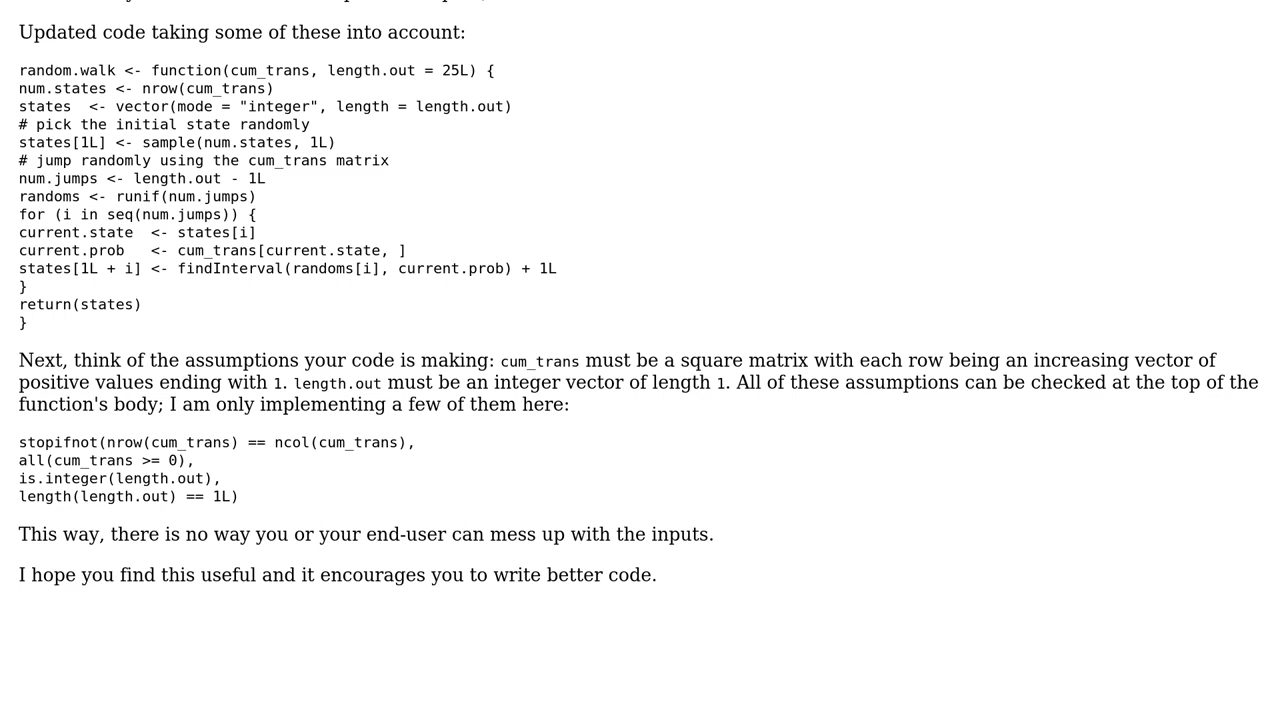 Updated code taking some of these into account:
random.walk <- function(cum_trans, length.out = 25L) {
num.states <- nrow(cum_trans)
states  <- vector(mode = "integer", length = length.out)
# pick the initial state randomly
states[1L] <- sample(num.states, 1L)
# jump randomly using the cum_trans matrix
num.jumps <- length.out - 1L
randoms <- runif(num.jumps)
for (i in seq(num.jumps)) {
current.state  <- states[i]
current.prob   <- cum_trans[current.state, ]
states[1L + i] <- findInterval(randoms[i], current.prob) + 1L
}
return(states)
}
Next, think of the assumptions your code is making: cum_trans must be a square matrix with each row being an increasing vector of
positive values ending with 1. length.out must be an integer vector of length 1. All of these assumptions can be checked at the top of the
function's body; I am only implementing a few of them here:
stopifnot(nrow(cum_trans) == ncol(cum_trans),
all(cum_trans >= 0),
is.integer(length.out),
length(length.out) == 1L)
This way, there is no way you or your end-user can mess up with the inputs.
I hope you find this useful and it encourages you to write better code.